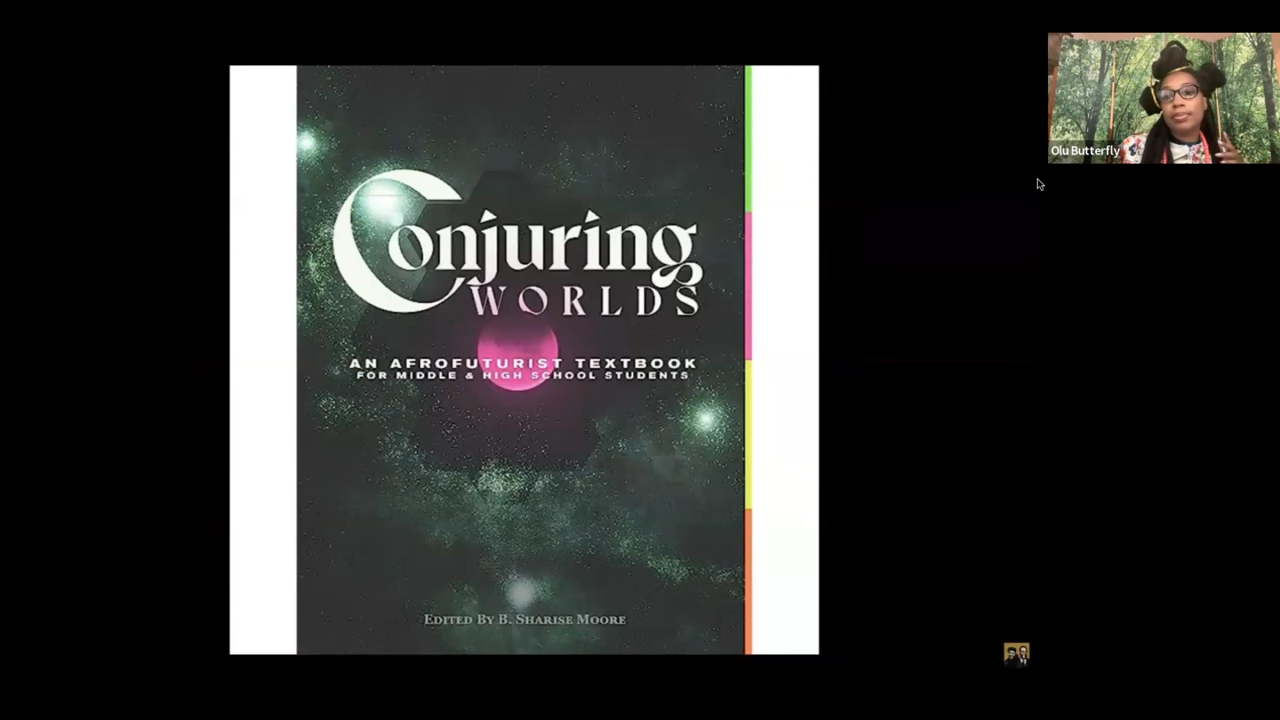 Conjuring
WORLDS
AN AFROFUTURIST TEXTBOOK
FOR MIDDLE & HIGH SCHOOL STUDENTS
EDITED BY B. SHARISE MOORE
Olu Butterfly